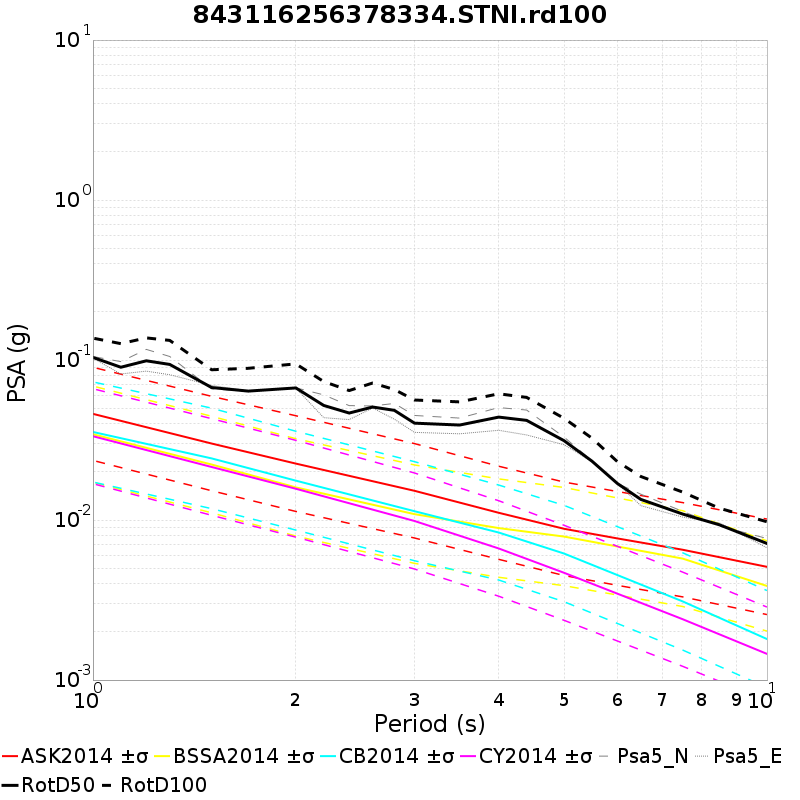 843116256378334.STNI.rd100
10^1
10^0
10^-1
10^-2
10^-3
PSA (g)
10^0 2 3 4 5 6 7 8 9 10^1
Period (s)
ASK2014 ±σ BSSA2014 ±σ CB2014 ±σ CY2014 ±σ Psa5_N Psa5_E
RotD50 RotD100